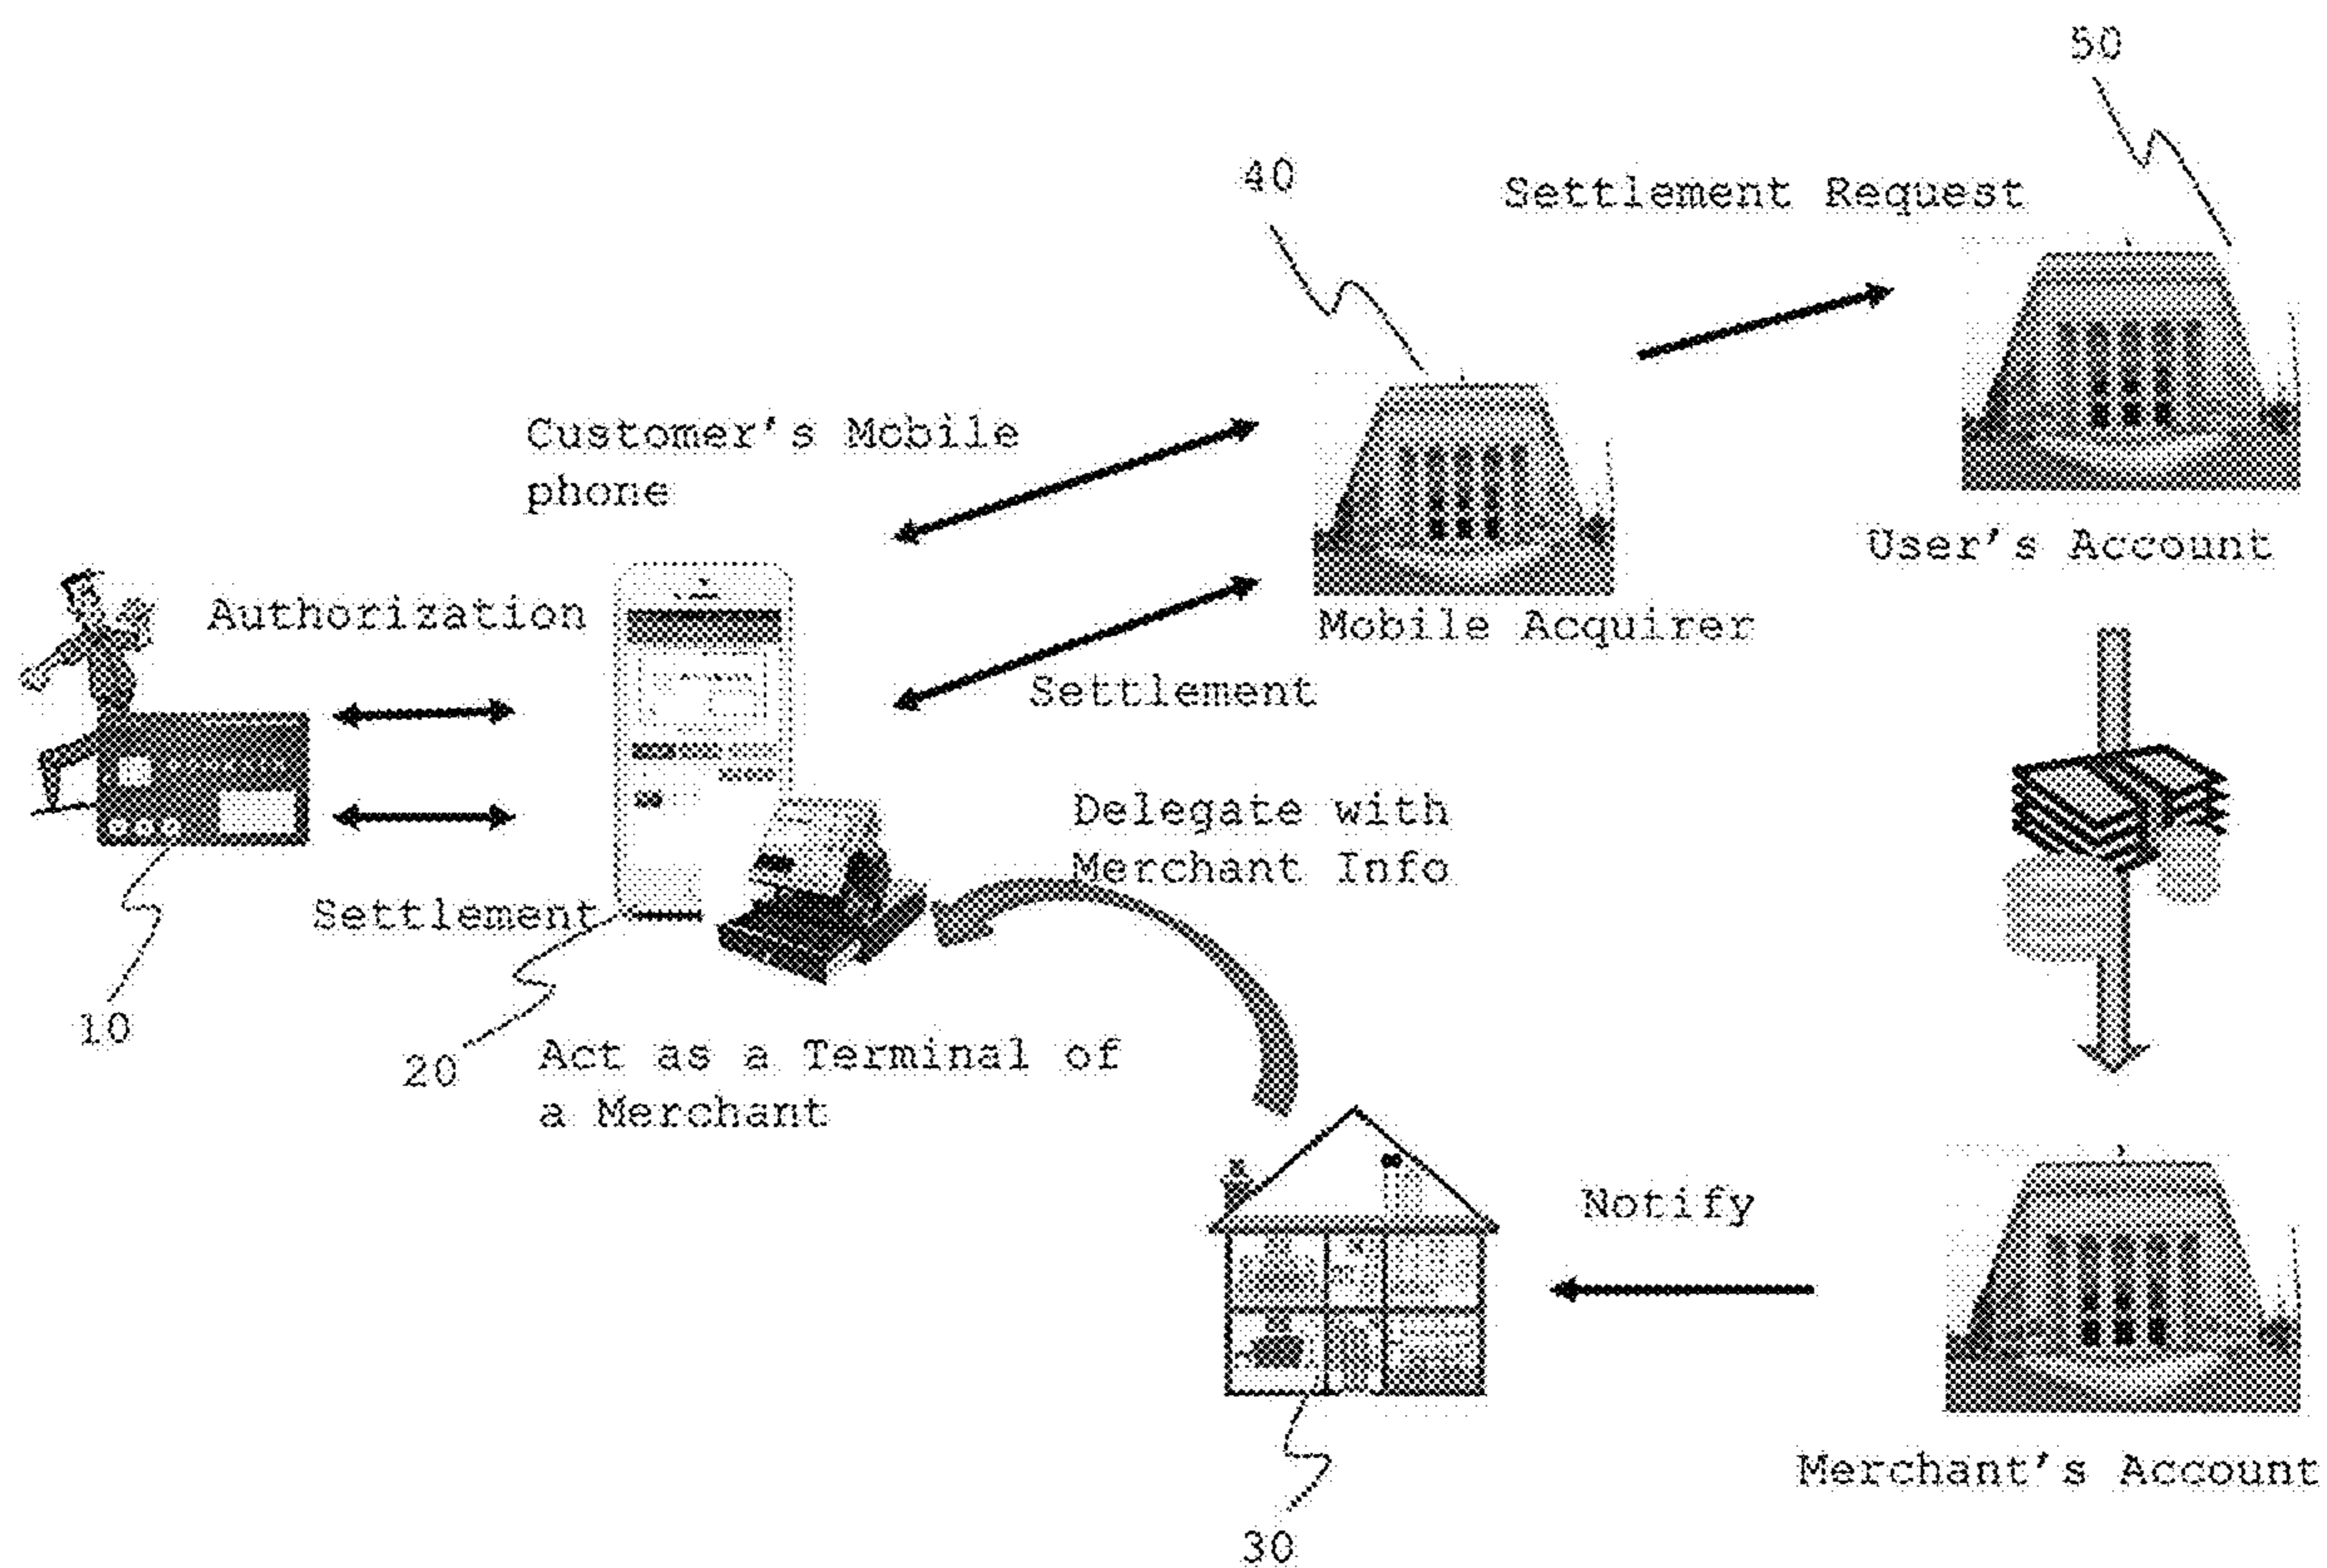 50
40
Settlement Request
Customer's Mobile
phone
User's Account
Authorization
Mobile Acquirer
Settlement
Delegate with
Merchant Info
Settlement
10
20
Act as a Terminal of
a Merchant
Notify
Merchant's Account
30